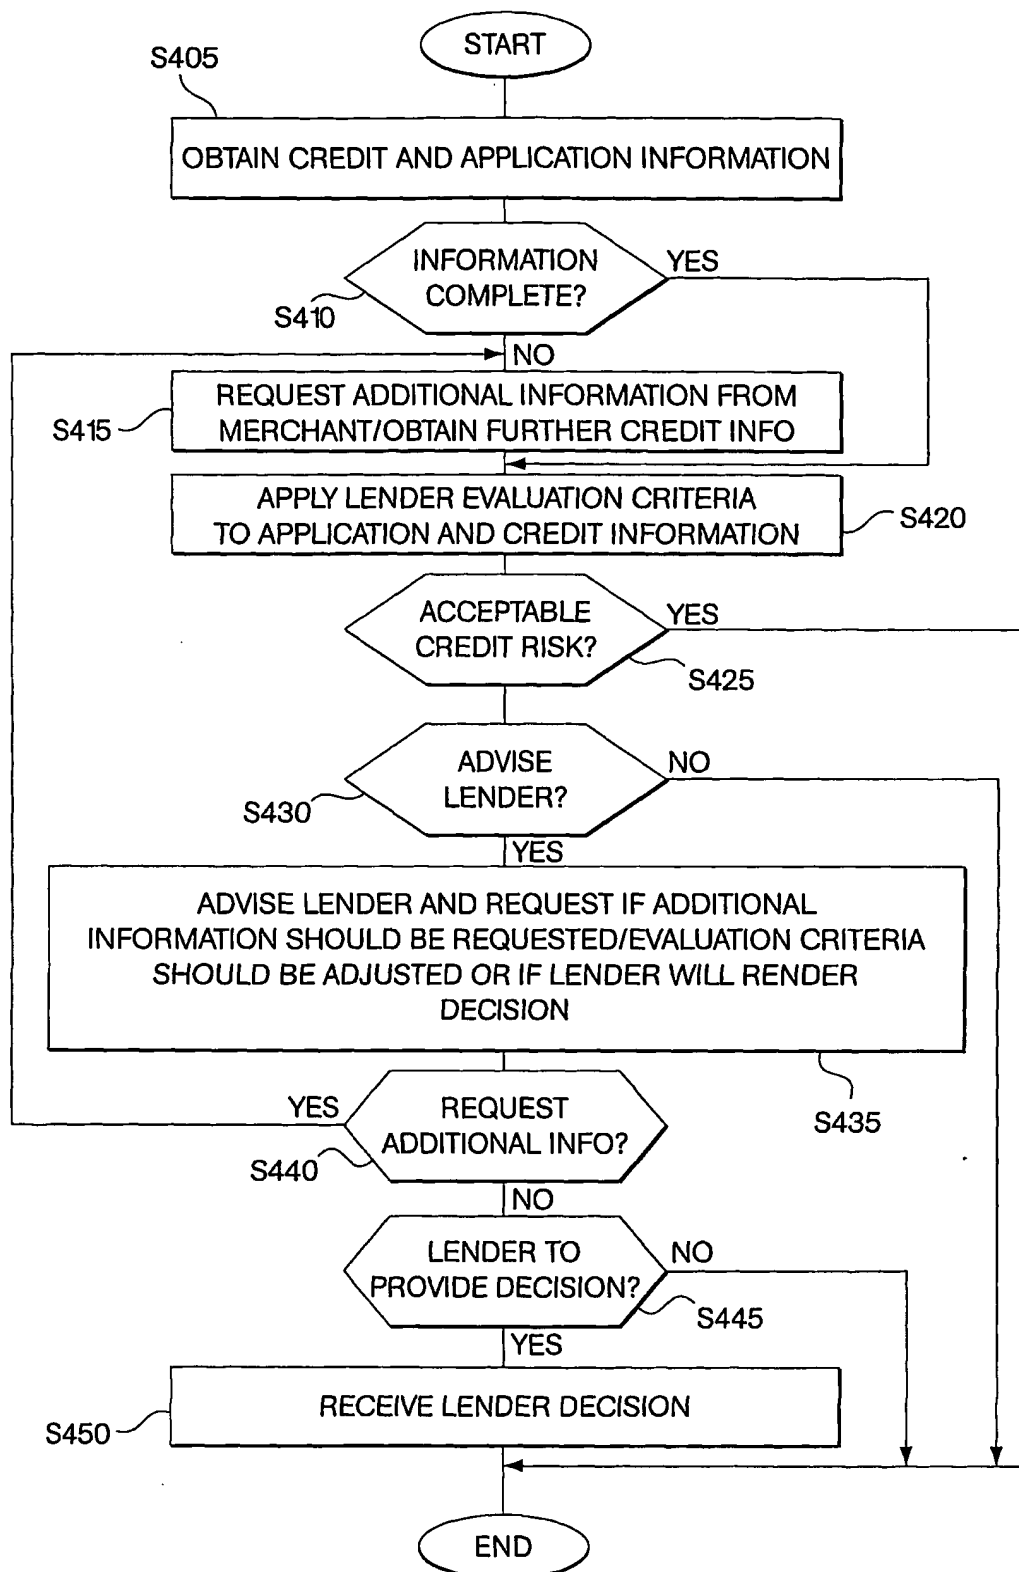 START
S405
OBTAIN CREDIT AND APPLICATION INFORMATION
INFORMATION
COMPLETE?
YES
S410
NO
REQUEST ADDITIONAL INFORMATION FROM
MERCHANT/OBTAIN FURTHER CREDIT INFO
S415
APPLY LENDER EVALUATION CRITERIA
TO APPLICATION AND CREDIT INFORMATION
S420
ACCEPTABLE
CREDIT RISK?
YES
S425
ADVISE
LENDER?
NO
S430
YES
ADVISE LENDER AND REQUEST IF ADDITIONAL
INFORMATION SHOULD BE REQUESTED/EVALUATION CRITERIA
SHOULD BE ADJUSTED OR IF LENDER WILL RENDER
DECISION
S435
YES
REQUEST
ADDITIONAL INFO?
S440
NO
LENDER TO
PROVIDE DECISION?
NO
S445
YES
RECEIVE LENDER DECISION
S450
END